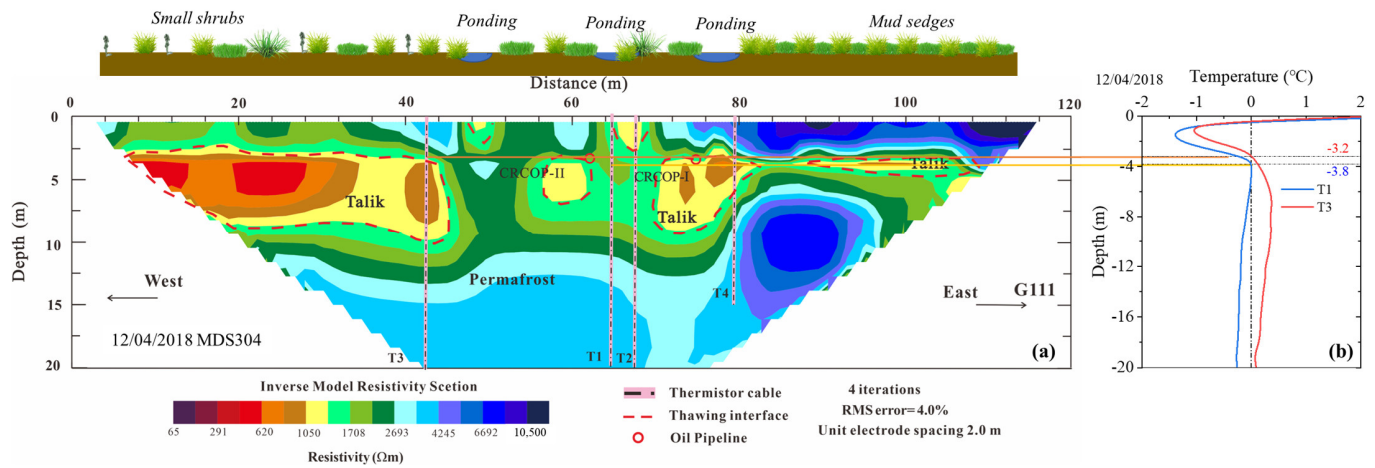 Small shrubs
Ponding
Ponding
Ponding
Mud sedges
Distance (m)
0 20 40 60 80 100 120
Depth (m)
0
5
10
15
20
CRCOP-II
CRCOP-I
Talik
Talik
Talik
Permafrost
West
East
G111
T3
T1
T2
T4
12/04/2018 MDS304
(a)
Inverse Model Resistivity Scetion
65 291 620 1050 1708 2693 4245 6692 10,500
Resistivity (Ωm)
Thermistor cable
Thawing interface
Oil Pipeline
4 iterations
RMS error= 4.0%
Unit electrode spacing 2.0 m
12/04/2018
Temperature (°C)
-2 -1 0 1 2
Depth (m)
0
-4
-8
-12
-16
-20
-3.2
-3.8
T1
T3
(b)